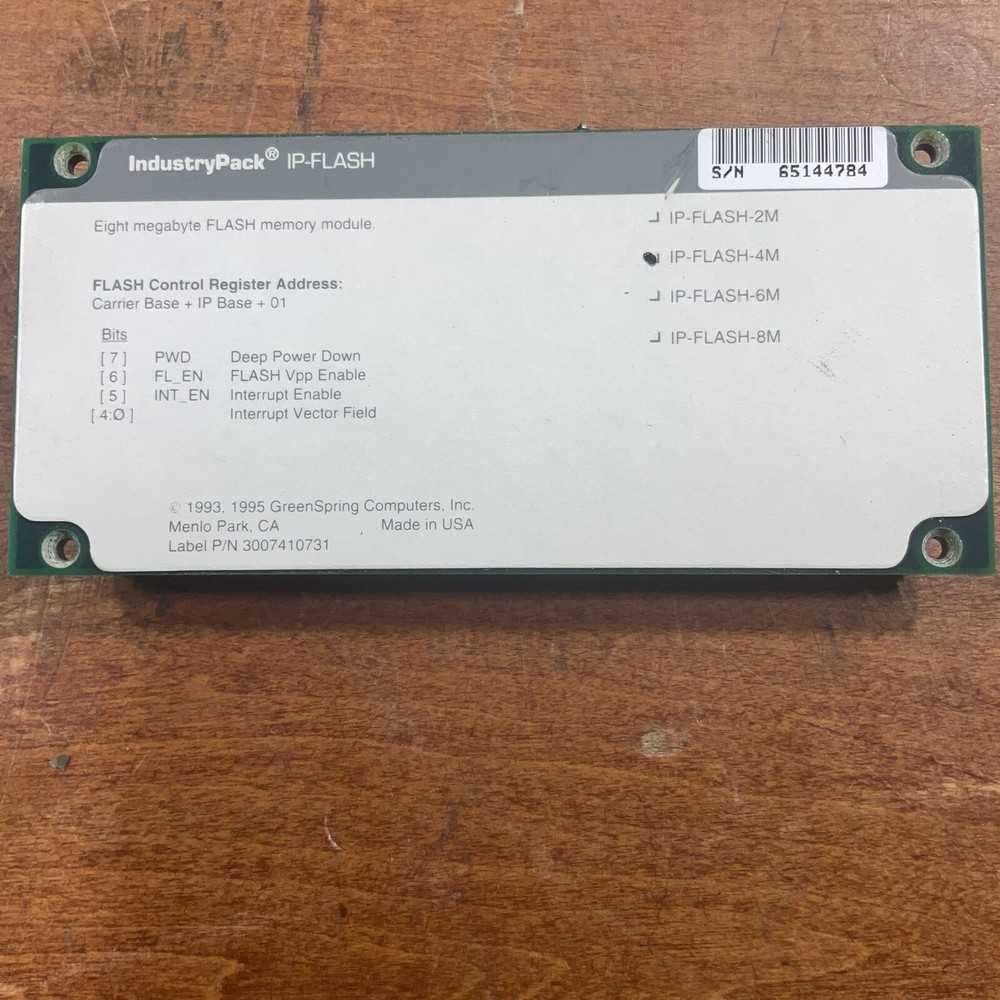 IndustryPack® IP-FLASH
S/N 65144784
Eight megabyte FLASH memory module.
FLASH Control Register Address:
Carrier Base + IP Base + 01
Bits
[ 7 ] PWD Deep Power Down
[ 6 ] FL_EN FLASH Vpp Enable
[ 5 ] INT_EN Interrupt Enable
[ 4:Ø ] Interrupt Vector Field
IP-FLASH-2M
IP-FLASH-4M
IP-FLASH-6M
IP-FLASH-8M
© 1993, 1995 GreenSpring Computers, Inc.
Menlo Park, CA Made in USA
Label P/N 3007410731